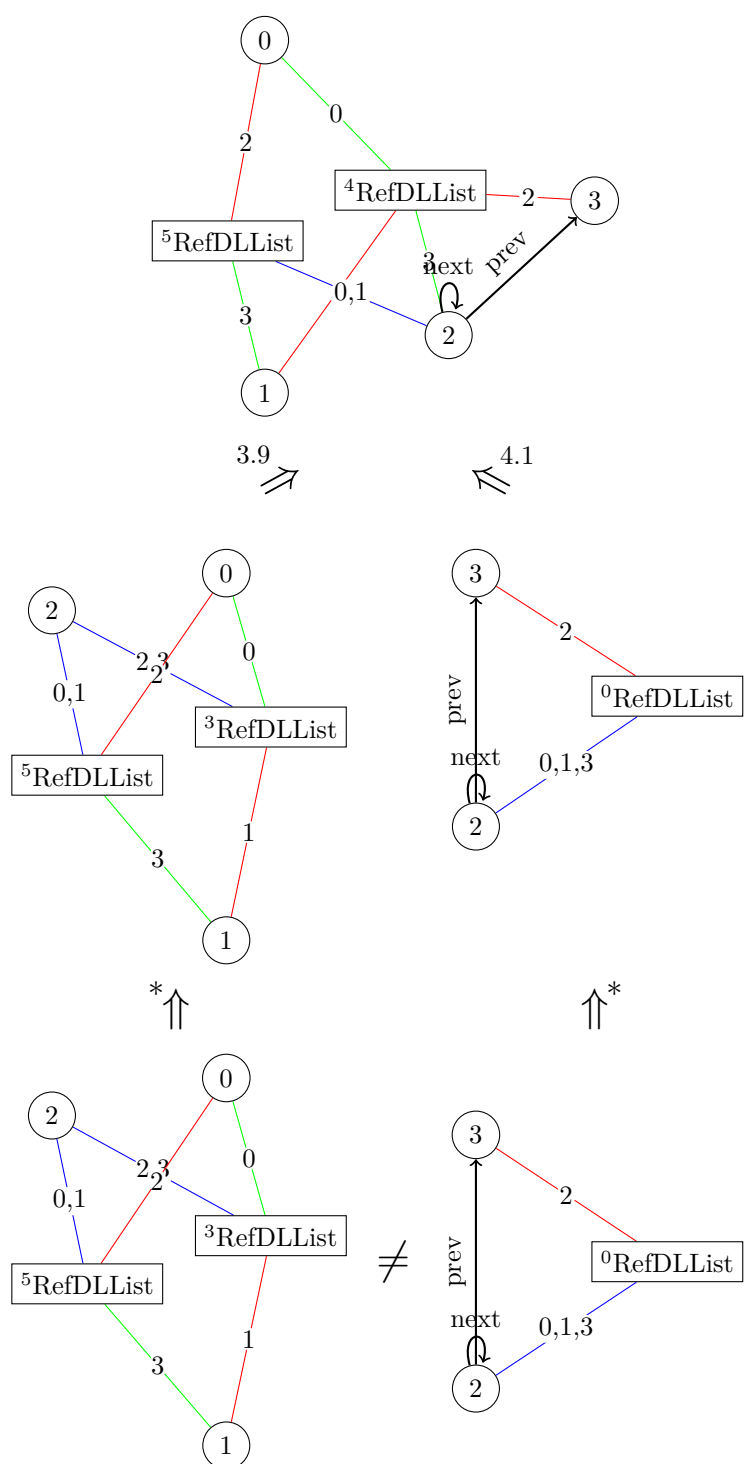 0
0
2
⁴RefDLList
2
3
⁵RefDLList
prev
3
next
0,1
3
2
1
3.9
4.1
0
3
2
2
0
2,3
2
0,1
prev
⁰RefDLList
³RefDLList
next
⁵RefDLList
0,1,3
2
1
3
1
*
*
0
2
3
0
2,3
2
2
0,1
³RefDLList
prev
⁰RefDLList
≠
⁵RefDLList
next
0,1,3
1
3
2
1